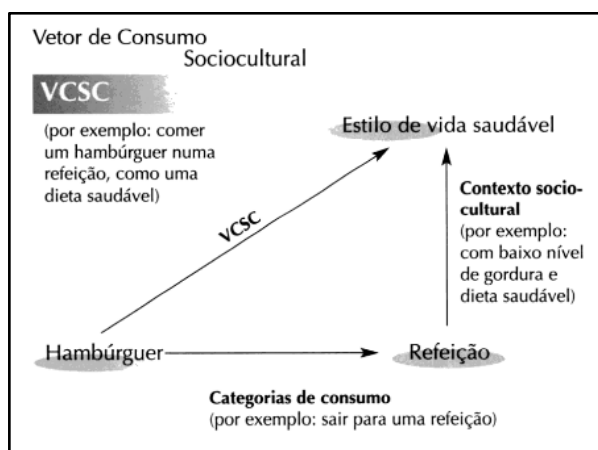 Vetor de Consumo
Sociocultural
VCSC
(por exemplo: comer
um hambúrguer numa
refeição, como uma
dieta saudável)
Estilo de vida saudável
VCSC
Contexto socio-
cultural
(por exemplo:
com baixo nível
de gordura e
dieta saudável)
Hambúrguer
Refeição
Categorias de consumo
(por exemplo: sair para uma refeição)